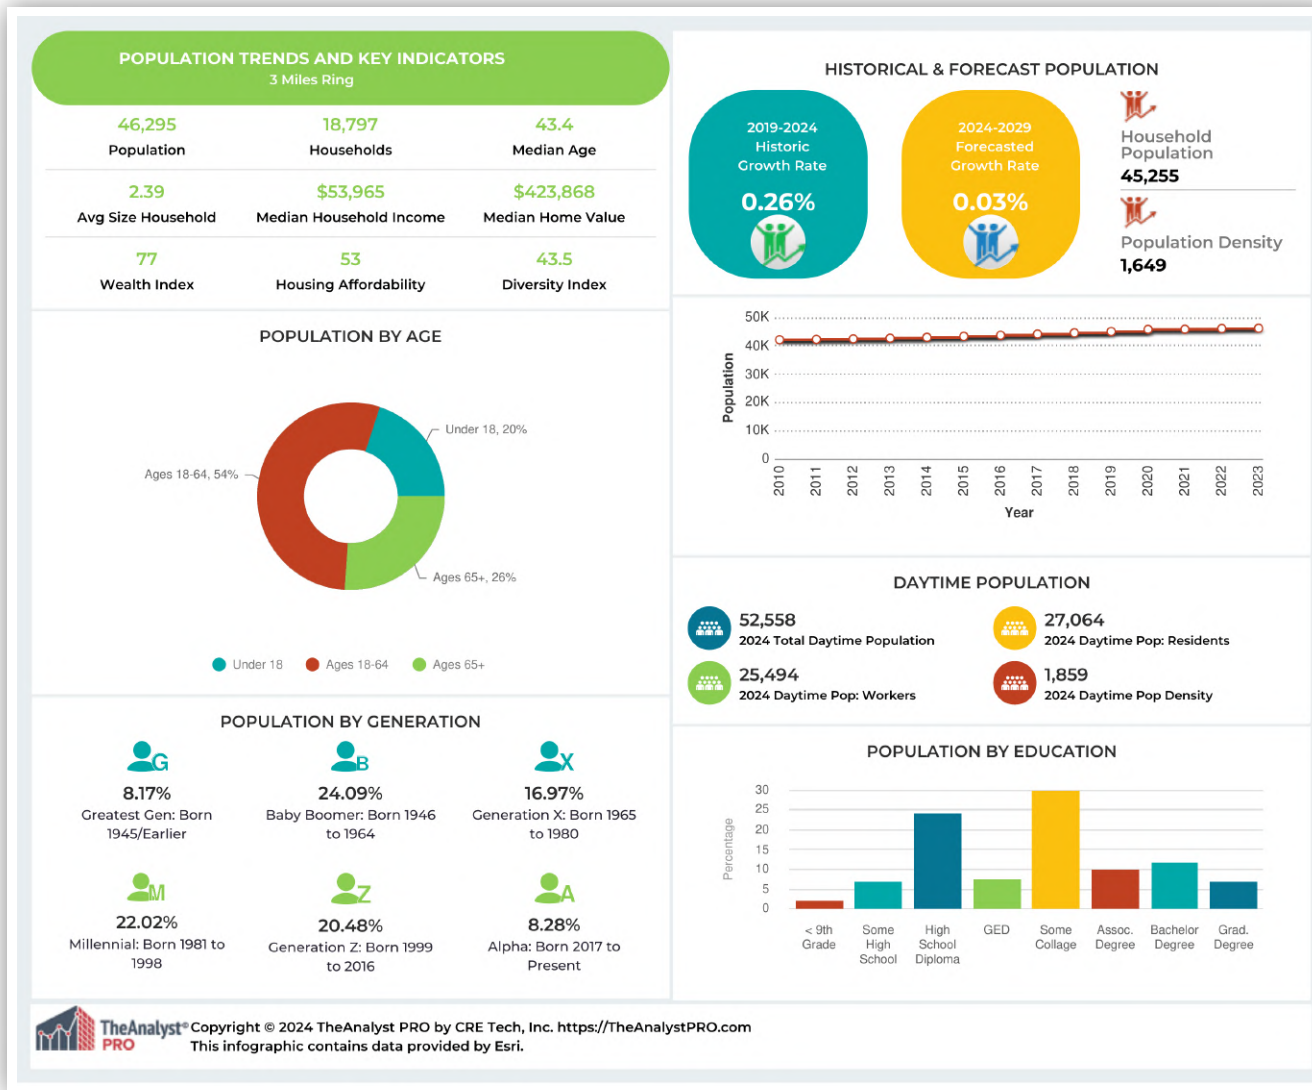 POPULATION TRENDS AND KEY INDICATORS
3 Miles Ring
46,295
Population
18,797
Households
43.4
Median Age
2.39
Avg Size Household
$53,965
Median Household Income
$423,868
Median Home Value
77
Wealth Index
53
Housing Affordability
43.5
Diversity Index
POPULATION BY AGE
Under 18, 20%
Ages 18-64, 54%
Ages 65+, 26%
Under 18
Ages 18-64
Ages 65+
POPULATION BY GENERATION
G
8.17%
Greatest Gen: Born
1945/Earlier
B
24.09%
Baby Boomer: Born 1946
to 1964
X
16.97%
Generation X: Born 1965
to 1980
M
22.02%
Millennial: Born 1981 to
1998
Z
20.48%
Generation Z: Born 1999
to 2016
A
8.28%
Alpha: Born 2017 to
Present
HISTORICAL & FORECAST POPULATION
2019-2024
Historic
Growth Rate
0.26%
2024-2029
Forecasted
Growth Rate
0.03%
Household
Population
45,255
Population Density
1,649
50K
40K
30K
20K
10K
0
Population
2010
2011
2012
2013
2014
2015
2016
2017
2018
2019
2020
2021
2022
2023
Year
DAYTIME POPULATION
52,558
2024 Total Daytime Population
27,064
2024 Daytime Pop: Residents
25,494
2024 Daytime Pop: Workers
1,859
2024 Daytime Pop Density
POPULATION BY EDUCATION
30
25
20
15
10
5
0
Percentage
< 9th
Grade
Some
High
School
High
School
Diploma
GED
Some
Collage
Assoc.
Degree
Bachelor
Degree
Grad.
Degree
TheAnalyst®
PRO
Copyright © 2024 TheAnalyst PRO by CRE Tech, Inc. https://TheAnalystPRO.com
This infographic contains data provided by Esri.